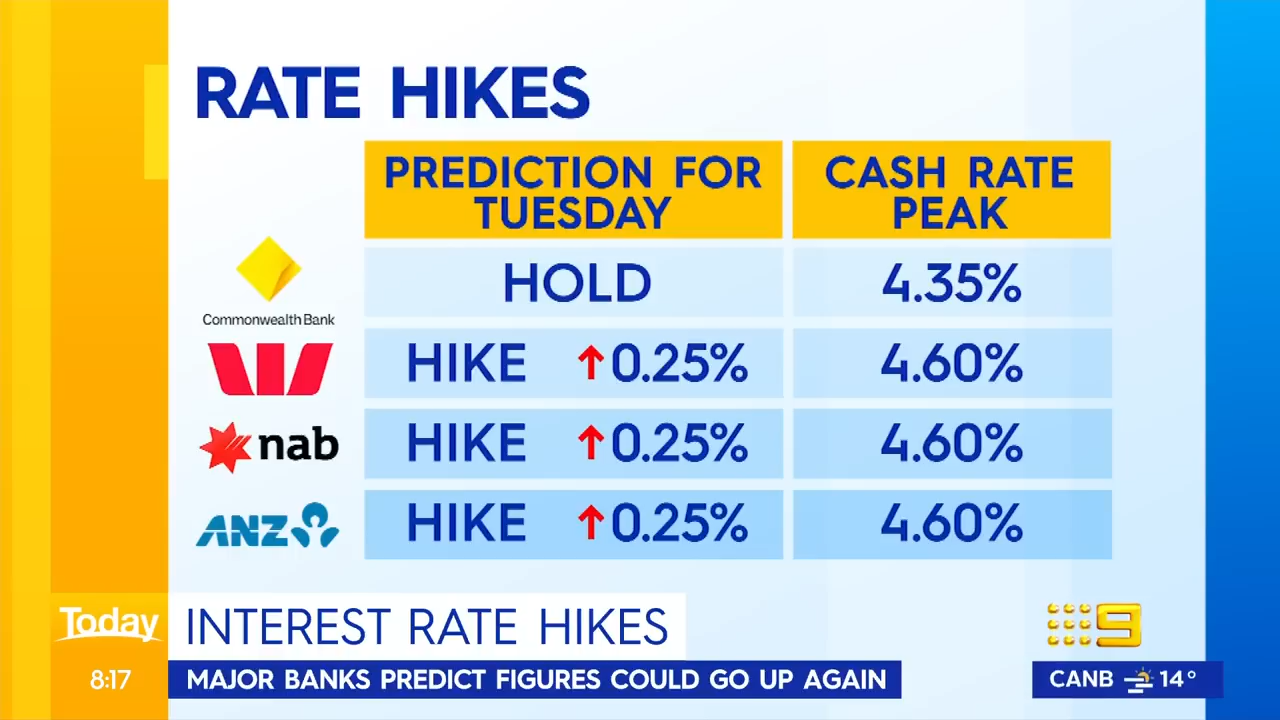 RATE HIKES
PREDICTION FOR
TUESDAY
CASH RATE
PEAK
Commonwealth Bank
HOLD
4.35%
HIKE ↑0.25%
4.60%
nab
HIKE ↑0.25%
4.60%
ANZ
HIKE ↑0.25%
4.60%
Today
INTEREST RATE HIKES
9
8:17
MAJOR BANKS PREDICT FIGURES COULD GO UP AGAIN
CANB 14°